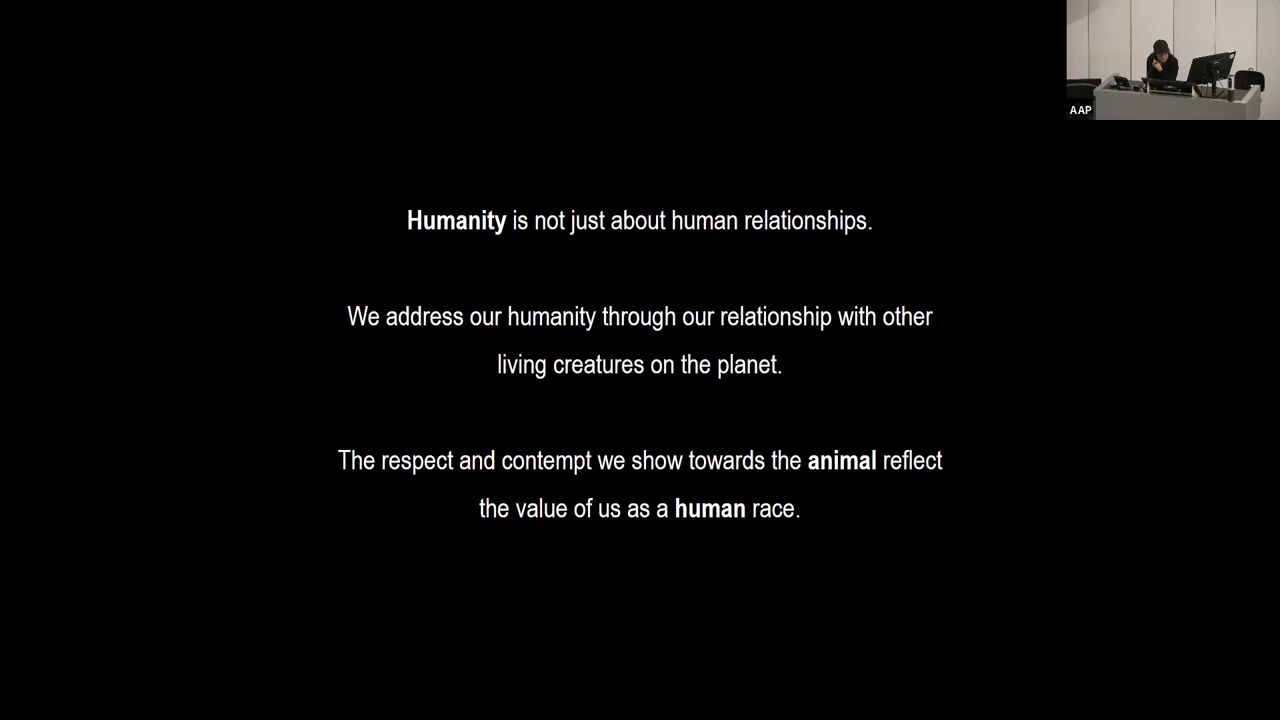 AAP
Humanity is not just about human relationships.
We address our humanity through our relationship with other
living creatures on the planet.
The respect and contempt we show towards the animal reflect
the value of us as a human race.